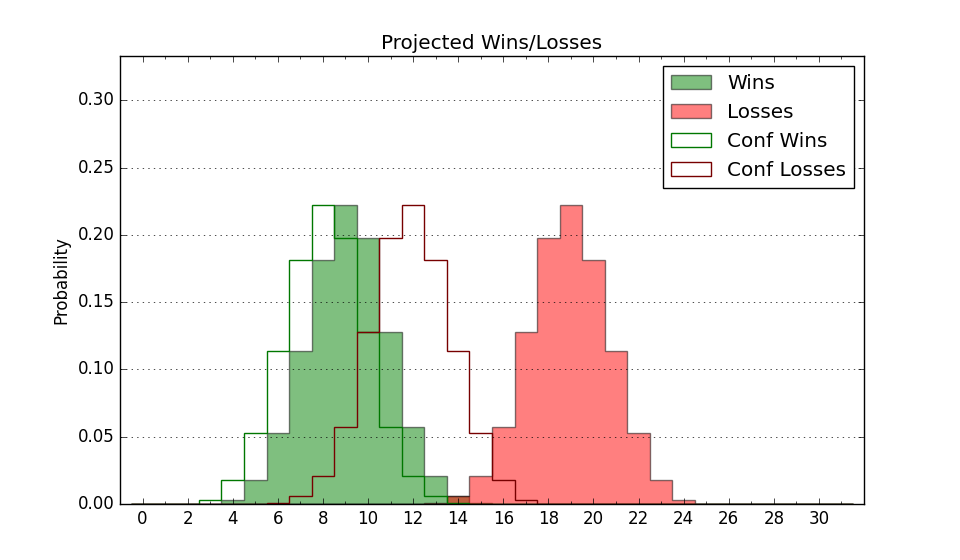 Projected Wins/Losses
Wins
Losses
Conf Wins
Conf Losses
Probability
0.30
0.25
0.20
0.15
0.10
0.05
0.00
0 2 4 6 8 10 12 14 16 18 20 22 24 26 28 30